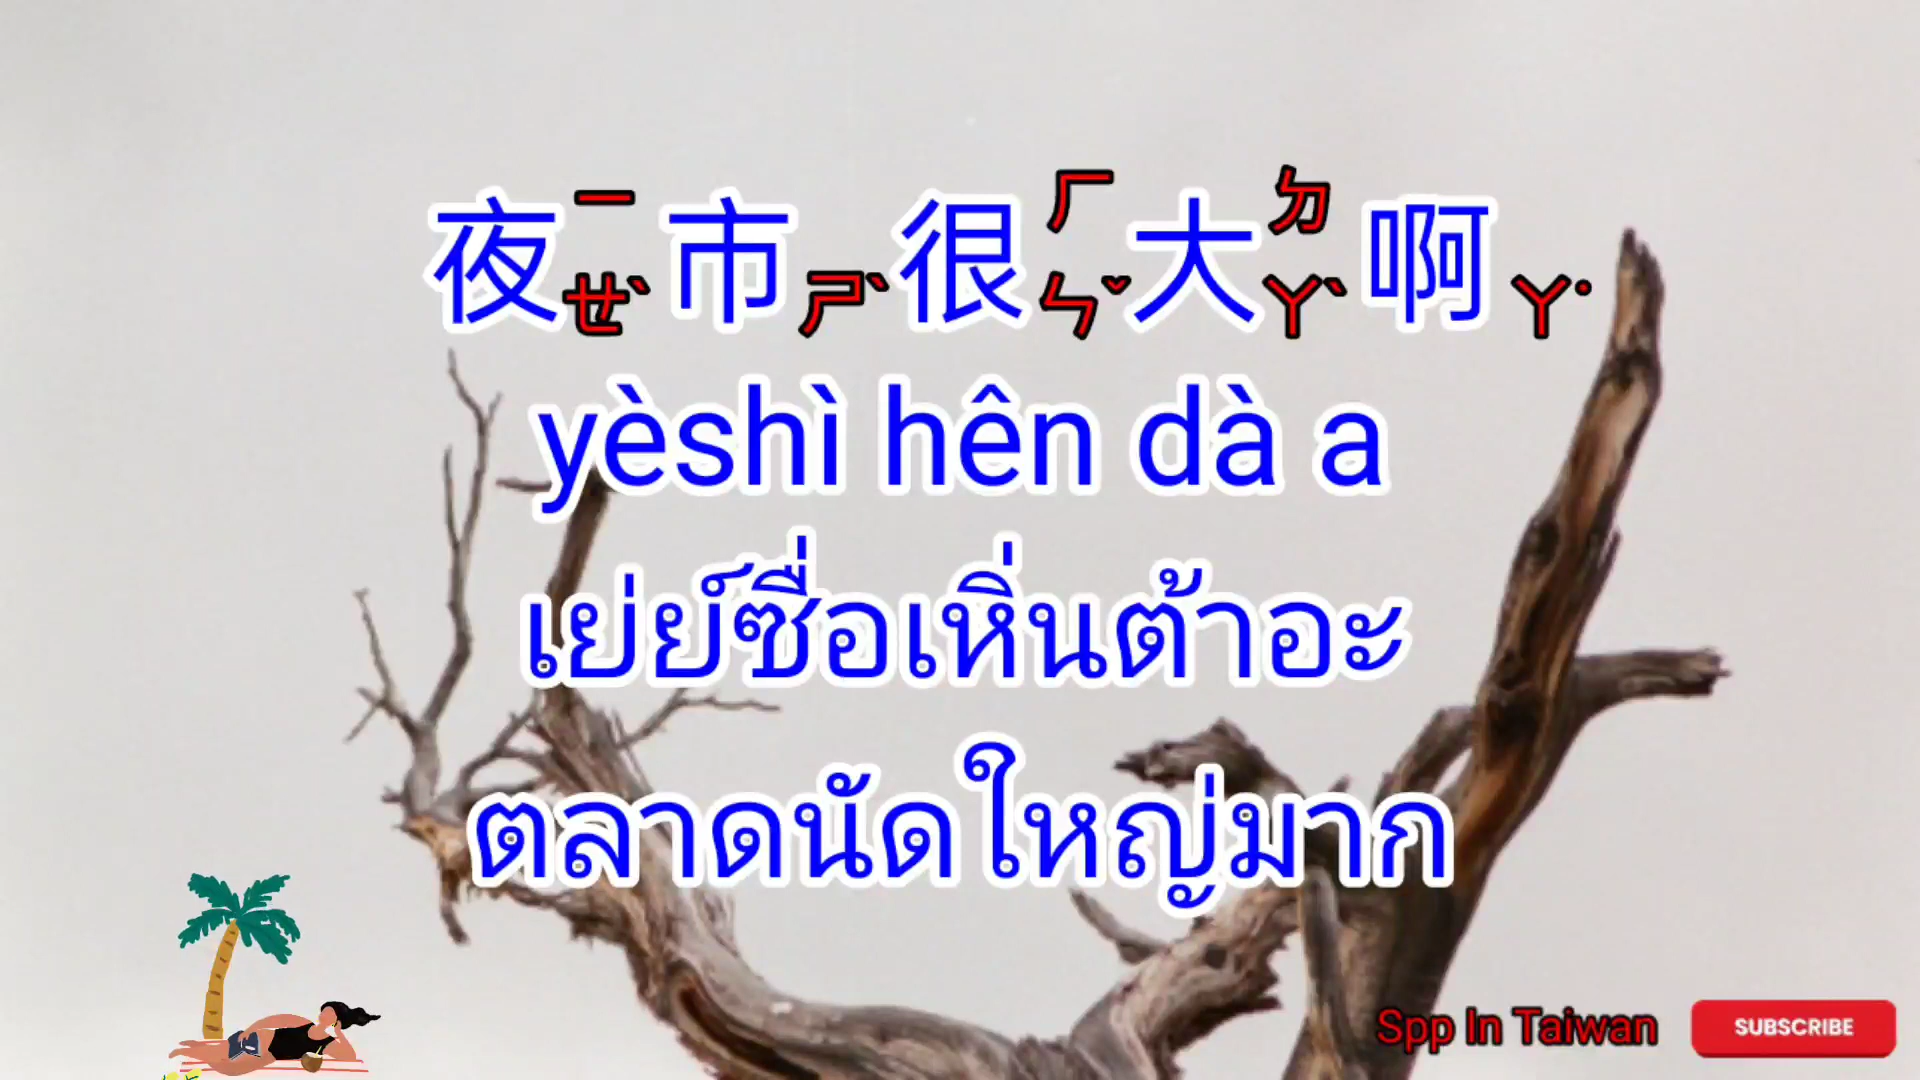 夜ㄧㄝˋ市ㄕˋ很ㄏㄣˇ大ㄉㄚˋ啊ㄚ˙
yèshì hên dà a
เย่ย์ซื่อเหิ่นต้าอะ
ตลาดนัดใหญ่มาก
Spp In Taiwan
SUBSCRIBE